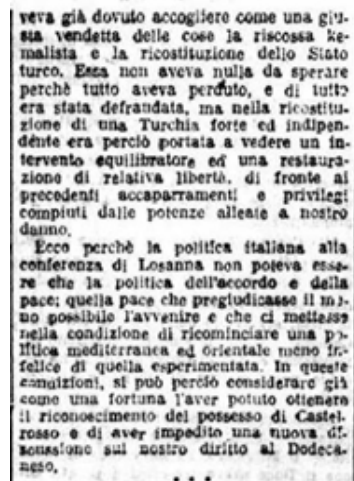 veva già dovuto accogliere come una giu-
sta vendetta delle cose la riscossa ke-
malista e la ricostituzione dello Stato
turco. Essa non aveva nulla da sperare
perchè tutto aveva perduto, e di tutto
era stata defraudata, ma nella ricostitu-
zione di una Turchia forte ed indipen-
dente era perciò portata a vedere un in-
tervento equilibratore ed una restaura-
zione di relativa libertà, di fronte ai
precedenti accaparramenti e privilegi
compiuti dalle potenze alleate a nostro
danno.
Ecco perchè la politica italiana alla
conferenza di Losanna non poteva esse-
re che la politica dell'accordo e della
pace; quella pace che pregiudicasse il me-
no possibile l'avvenire e che ci mettesse
nella condizione di ricominciare una po-
litica mediterranea ed orientale meno in-
felice di quella esperimentata. In queste
condizioni, si può perciò considerare già
come una fortuna l'aver potuto ottenere
il riconoscimento del possesso di Castel-
rosso e di aver impedito una nuova di-
scussione sul nostro diritto al Dodeca-
neso.